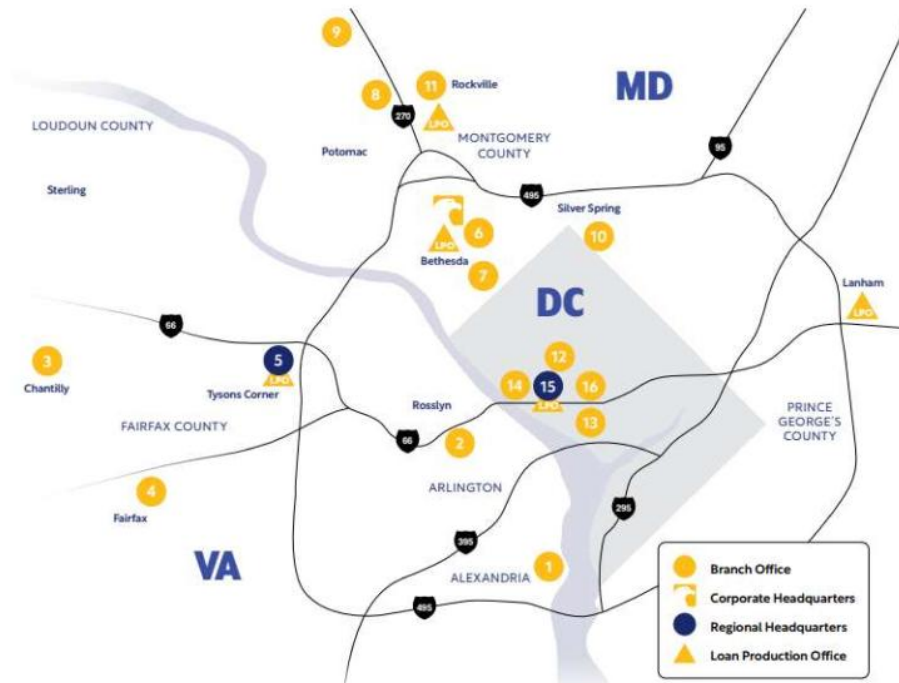 9
8
11
Rockville
MD
LPO
270
LOUDOUN COUNTY
MONTGOMERY
COUNTY
95
Potomac
Sterling
495
Silver Spring
6
10
LPO
Bethesda
7
Lanham
LPO
DC
66
3
Chantilly
5
LPO
Tysons Corner
12
14
15
16
LPO
13
Rosslyn
PRINCE
GEORGE'S
COUNTY
FAIRFAX COUNTY
66
2
4
Fairfax
ARLINGTON
295
395
VA
1
ALEXANDRIA
495
Branch Office
Corporate Headquarters
Regional Headquarters
Loan Production Office